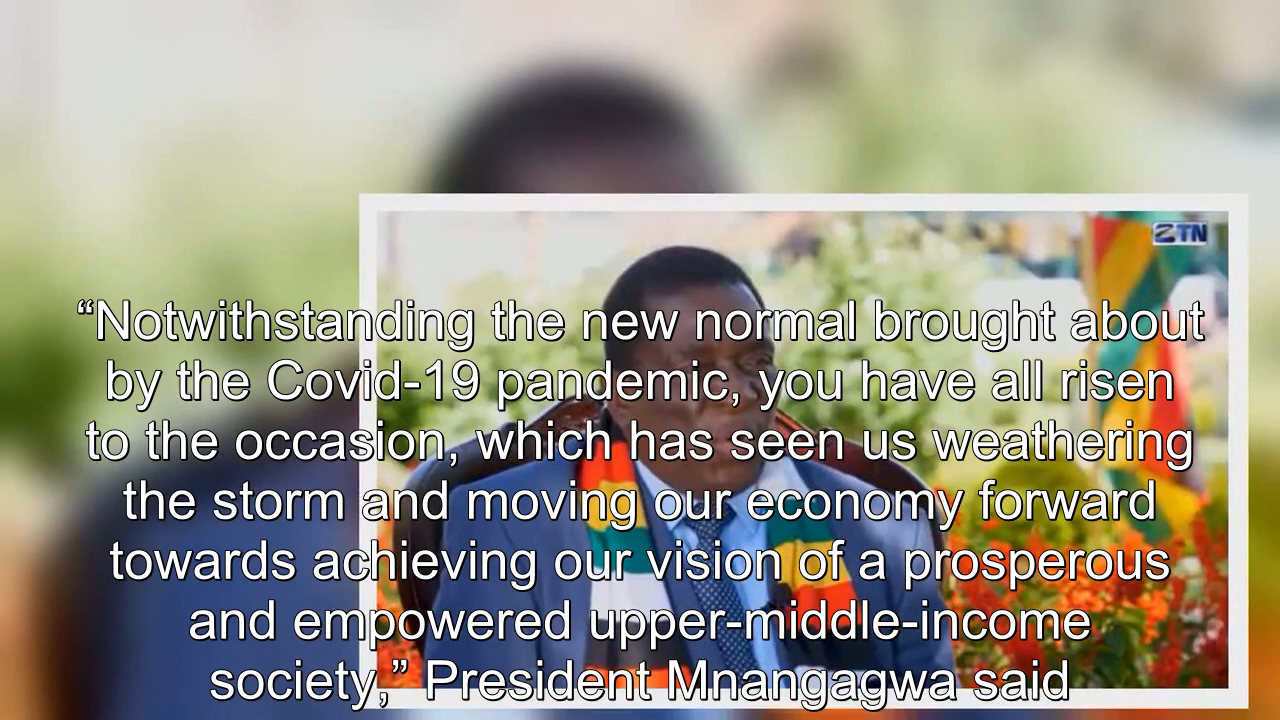 ZTN
“Notwithstanding the new normal brought about
by the Covid-19 pandemic, you have all risen
to the occasion, which has seen us weathering
the storm and moving our economy forward
towards achieving our vision of a prosperous
and empowered upper-middle-income
society,” President Mnangagwa said